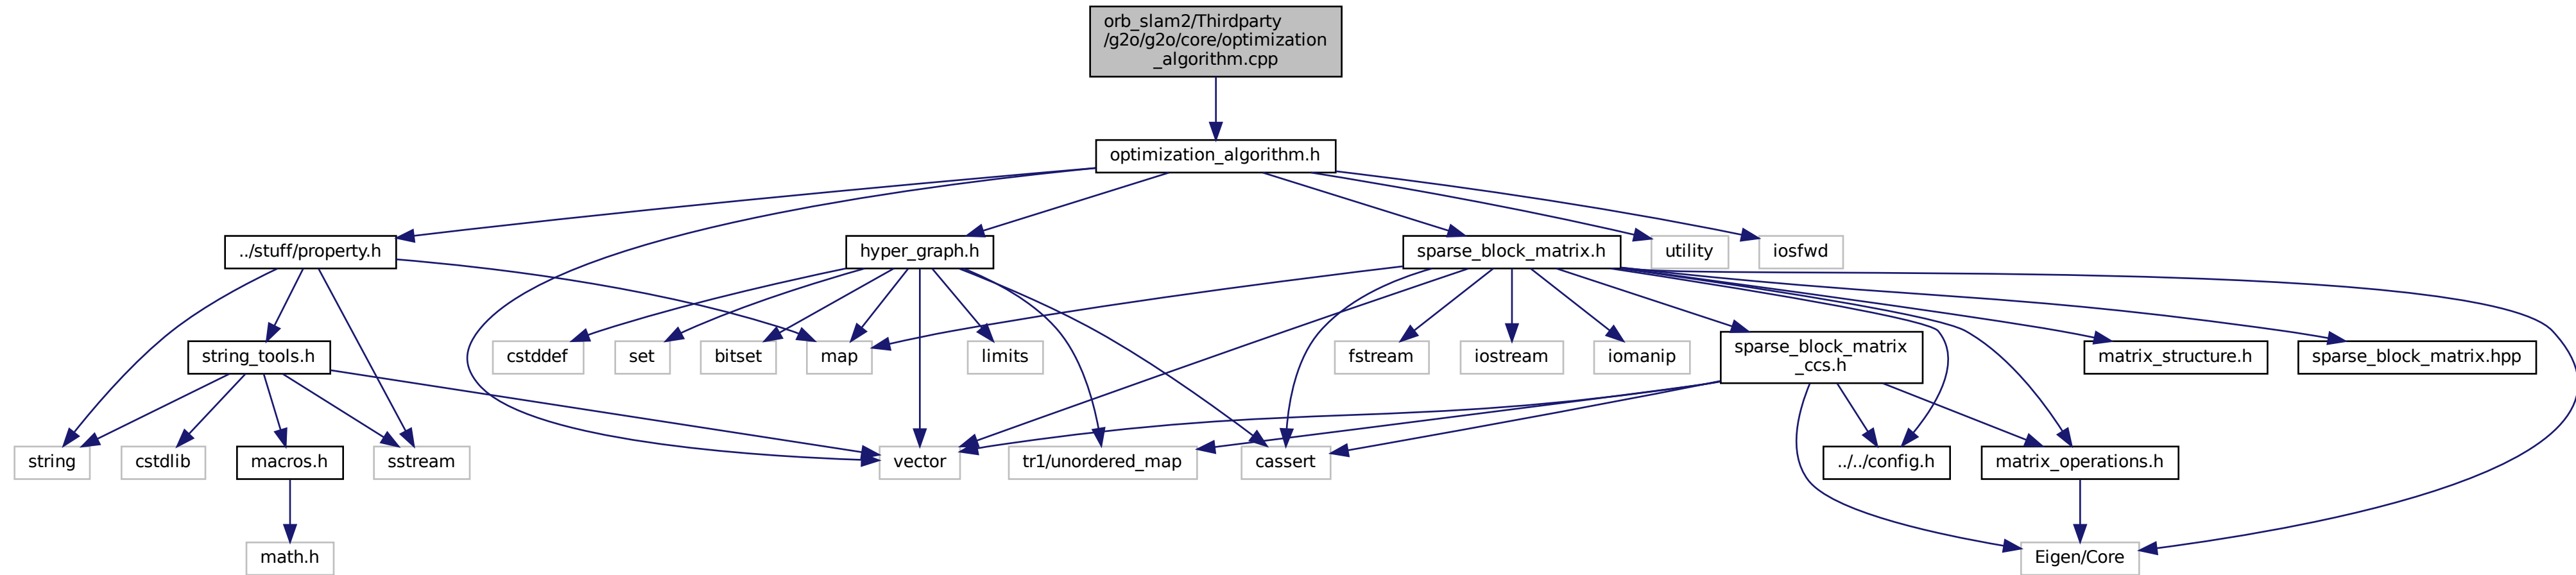 orb_slam2/Thirdparty
/g2o/g2o/core/optimization
_algorithm.cpp
optimization_algorithm.h
../stuff/property.h
hyper_graph.h
sparse_block_matrix.h
utility
iosfwd
string_tools.h
cstddef
set
bitset
map
limits
fstream
iostream
iomanip
sparse_block_matrix
_ccs.h
matrix_structure.h
sparse_block_matrix.hpp
string
cstdlib
macros.h
sstream
vector
tr1/unordered_map
cassert
../../config.h
matrix_operations.h
math.h
Eigen/Core